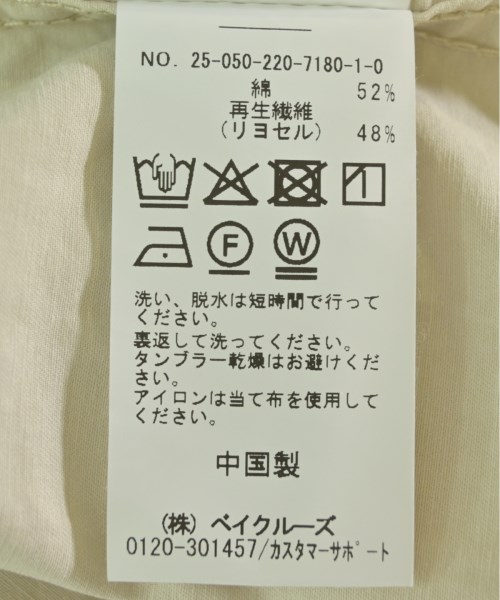 NO. 25-050-220-7180-1-0
綿 52%
再生繊維
(リヨセル) 48%
F W
洗い、脱水は短時間で行って
ください。
裏返して洗ってください。
タンブラー乾燥はお避けくだ
さい。
アイロンは当て布を使用して
ください。
中国製
(株) ベイクルーズ
0120-301457/カスタマーサポート